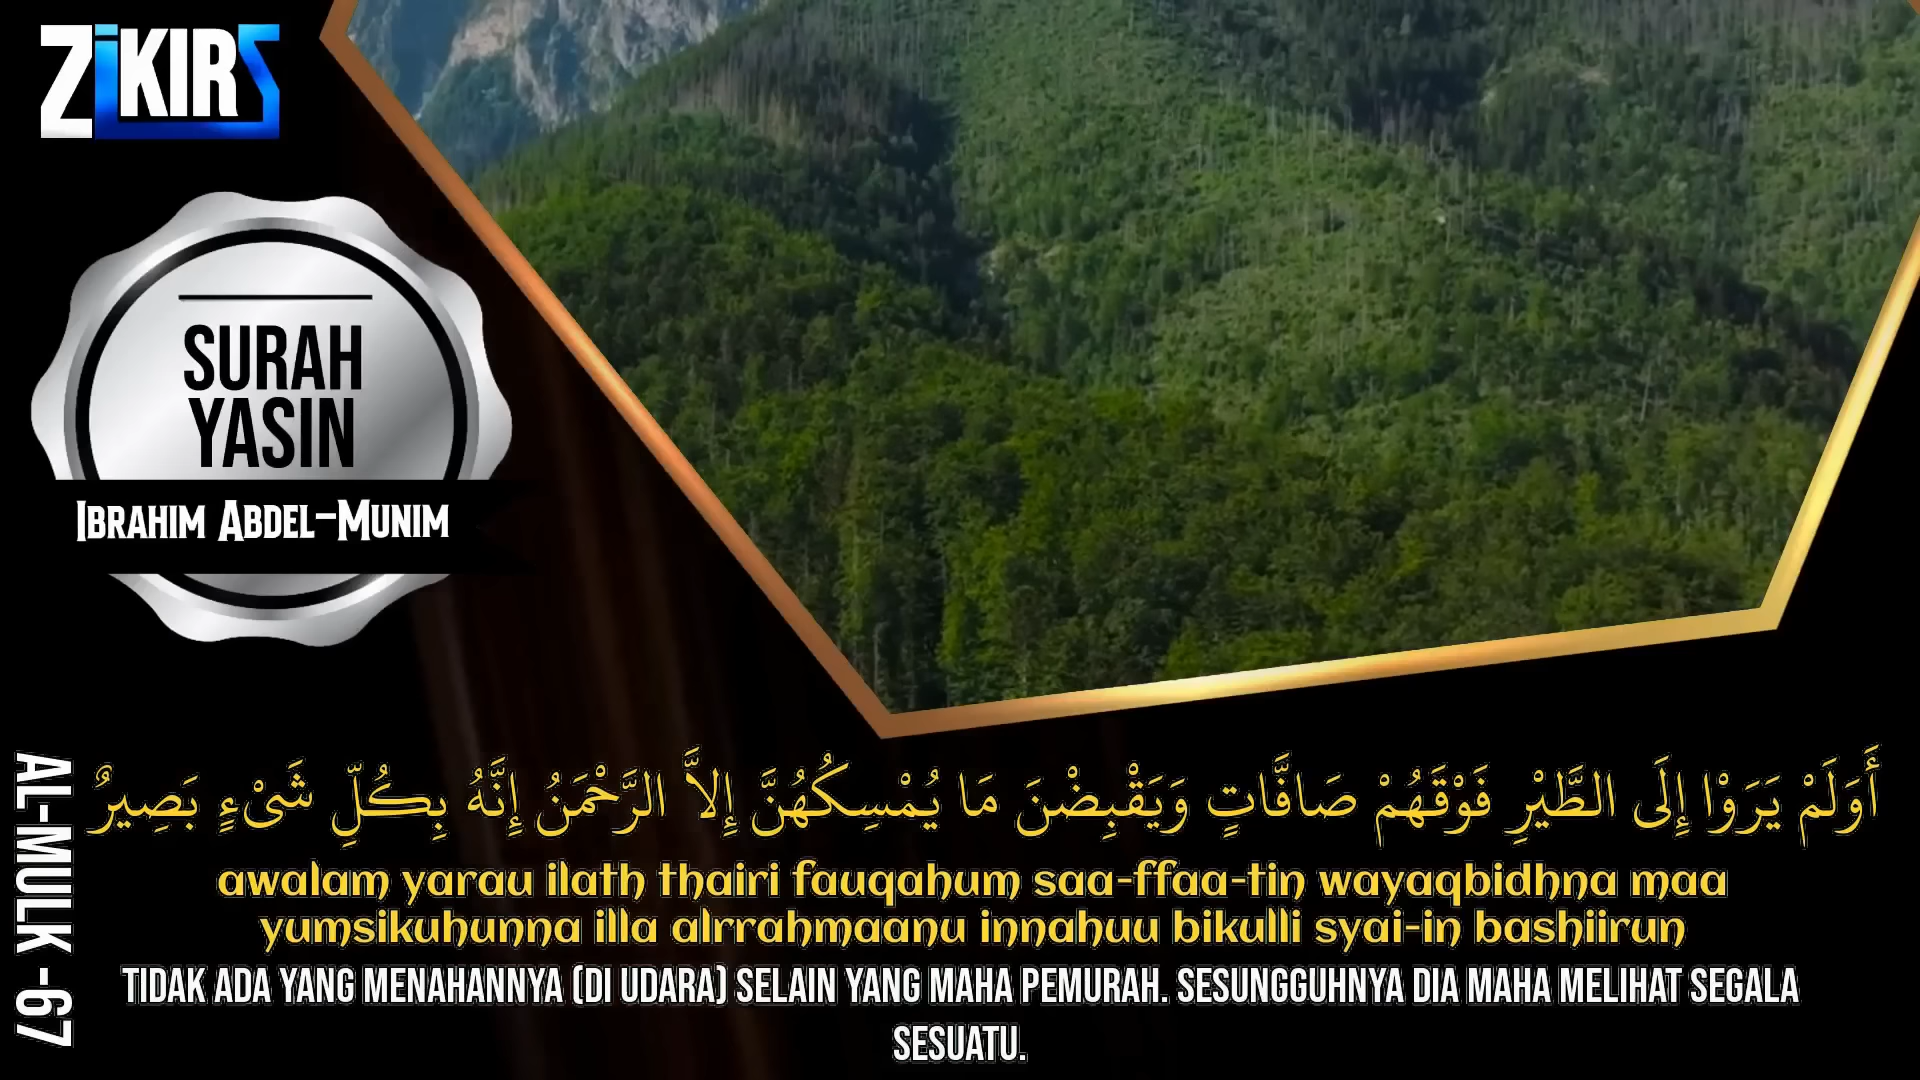 ZiKIRS
SURAH
YASIN
IBRAHIM ABDEL-MUNIM
AL-MULK -67
أَوَلَمْ يَرَوْا إِلَى الطَّيْرِ فَوْقَهُمْ صَافَّاتٍ وَيَقْبِضْنَ مَا يُمْسِكُهُنَّ إِلاَّ الرَّحْمَنُ إِنَّهُ بِكُلِّ شَىْءٍ بَصِيرٌ
awalam yarau ilath thairi fauqahum saa-ffaa-tin wayaqbidhna maa
yumsikuhunna illa alrrahmaanu innahuu bikulli syai-in bashiirun
TIDAK ADA YANG MENAHANNYA (DI UDARA) SELAIN YANG MAHA PEMURAH. SESUNGGUHNYA DIA MAHA MELIHAT SEGALA
SESUATU.